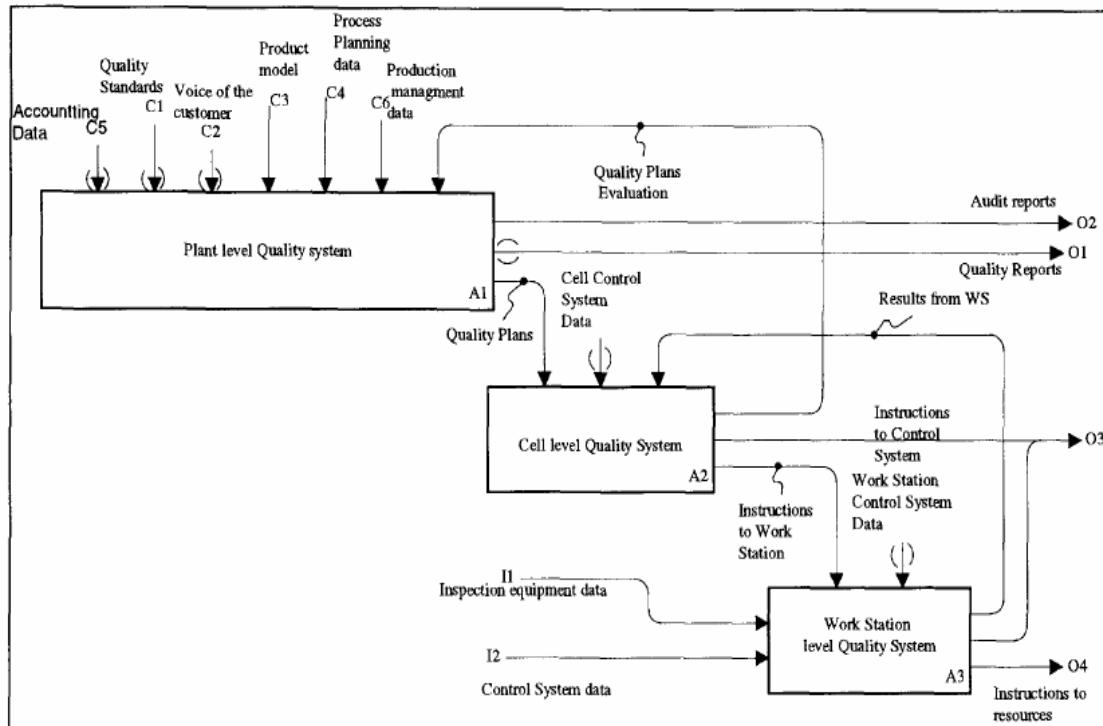 Process
Planning
data
Product
model
Quality
Standards
Production
managment
data
Voice of the
customer
Accountting
Data
C5
C1
C2
C3
C4
C6
Quality Plans
Evaluation
Audit reports
O2
Plant level Quality system
O1
Quality Reports
A1
Cell Control
System
Data
Quality Plans
Results from WS
Instructions
to Control
System
Cell level Quality System
O3
A2
Work Station
Control System
Data
Instructions
to Work
Station
I1
Inspection equipment data
Work Station
level Quality System
I2
Control System data
A3
O4
Instructions to
resources